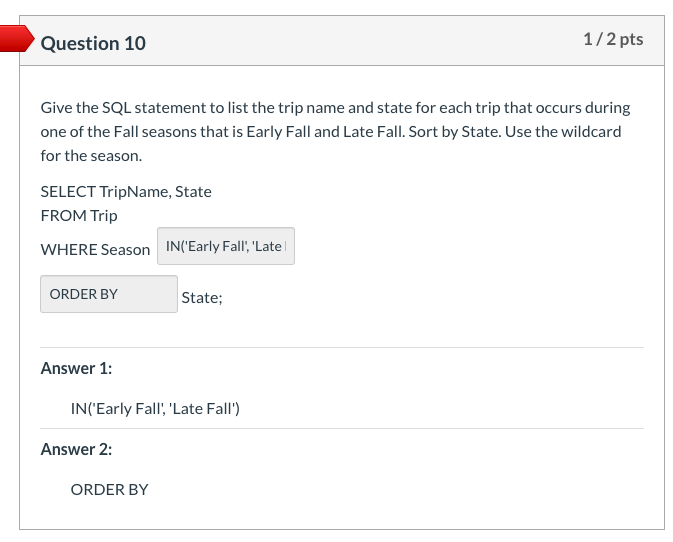 Question 10
1 / 2 pts
Give the SQL statement to list the trip name and state for each trip that occurs during
one of the Fall seasons that is Early Fall and Late Fall. Sort by State. Use the wildcard
for the season.
SELECT TripName, State
FROM Trip
WHERE Season IN('Early Fall', 'Late
ORDER BY State;
Answer 1:
IN('Early Fall', 'Late Fall')
Answer 2:
ORDER BY